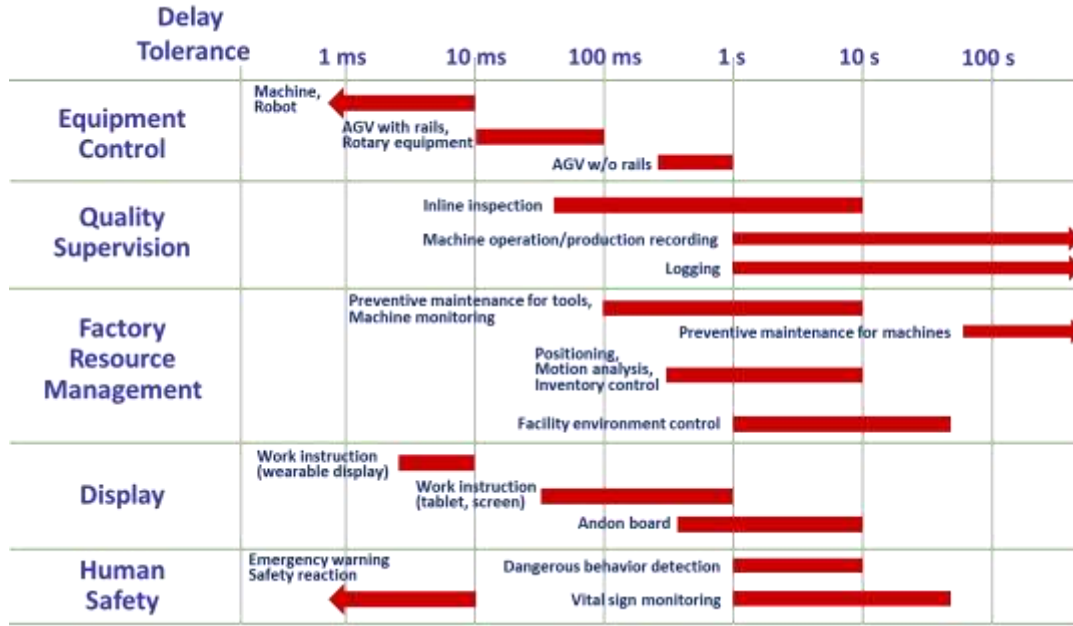 Delay
Tolerance
1 ms
10 ms
100 ms
1 s
10 s
100 s
Equipment
Control
Machine,
Robot
AGV with rails,
Rotary equipment
AGV w/o rails
Quality
Supervision
Inline inspection
Machine operation/production recording
Logging
Factory
Resource
Management
Preventive maintenance for tools,
Machine monitoring
Preventive maintenance for machines
Positioning,
Motion analysis,
Inventory control
Facility environment control
Display
Work instruction
(wearable display)
Work instruction
(tablet, screen)
Andon board
Human
Safety
Emergency warning
Safety reaction
Dangerous behavior detection
Vital sign monitoring